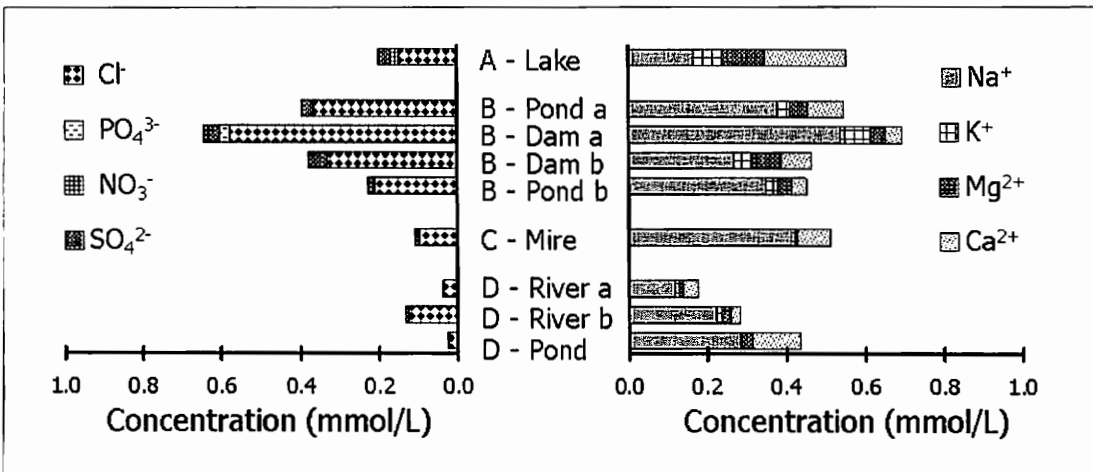 Cl⁻
PO₄³⁻
NO₃⁻
SO₄²⁻
A - Lake
B - Pond a
B - Dam a
B - Dam b
B - Pond b
C - Mire
D - River a
D - River b
D - Pond
Na⁺
K⁺
Mg²⁺
Ca²⁺
1.0 0.8 0.6 0.4 0.2 0.0
Concentration (mmol/L)
0.0 0.2 0.4 0.6 0.8 1.0
Concentration (mmol/L)